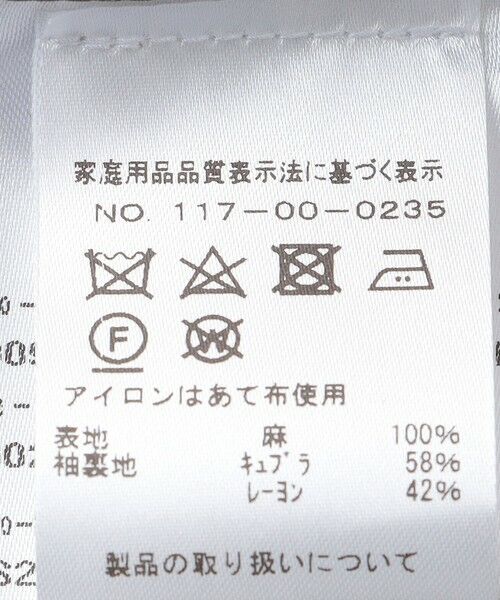 家庭用品品質表示法に基づく表示
NO. 117-00-0235
F W
アイロンはあて布使用
表地 麻 100%
袖裏地 ｷｭﾌﾟﾗ 58%
ﾚｰﾖﾝ 42%
製品の取り扱いについて